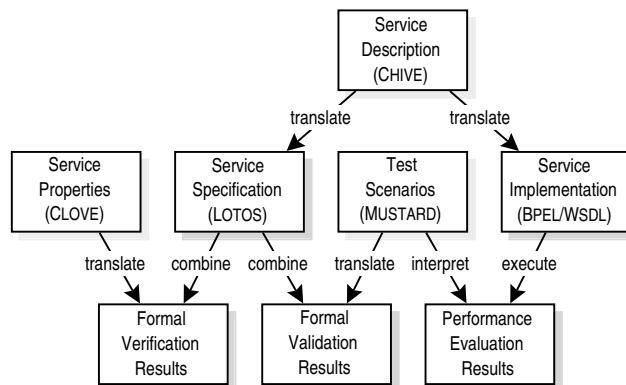 Service
Description
(CHIVE)
translate
translate
Service
Properties
(CLOVE)
Service
Specification
(LOTOS)
Test
Scenarios
(MUSTARD)
Service
Implementation
(BPEL/WSDL)
translate
combine
combine
translate
interpret
execute
Formal
Verification
Results
Formal
Validation
Results
Performance
Evaluation
Results